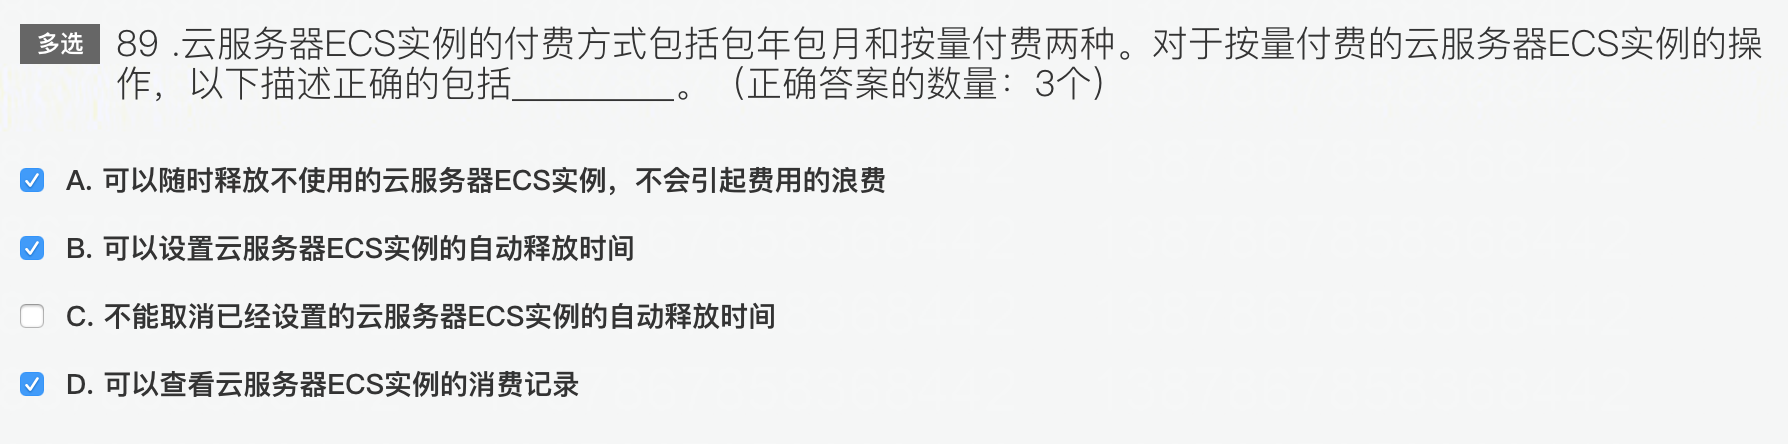 多选 89 .云服务器ECS实例的付费方式包括包年包月和按量付费两种。对于按量付费的云服务器ECS实例的操
作，以下描述正确的包括_________。（正确答案的数量：3个）
A. 可以随时释放不使用的云服务器ECS实例，不会引起费用的浪费
B. 可以设置云服务器ECS实例的自动释放时间
C. 不能取消已经设置的云服务器ECS实例的自动释放时间
D. 可以查看云服务器ECS实例的消费记录